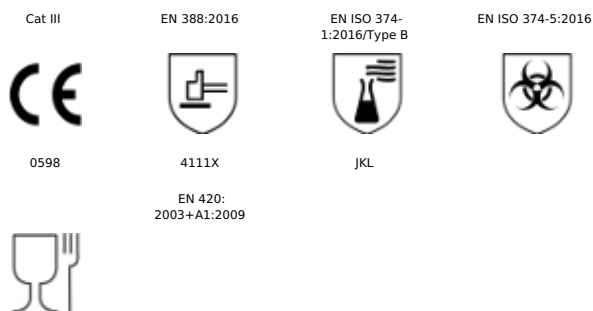 Cat III
EN 388:2016
EN ISO 374-
1:2016/Type B
EN ISO 374-5:2016
CE
0598
4111X
JKL
EN 420:
2003+A1:2009